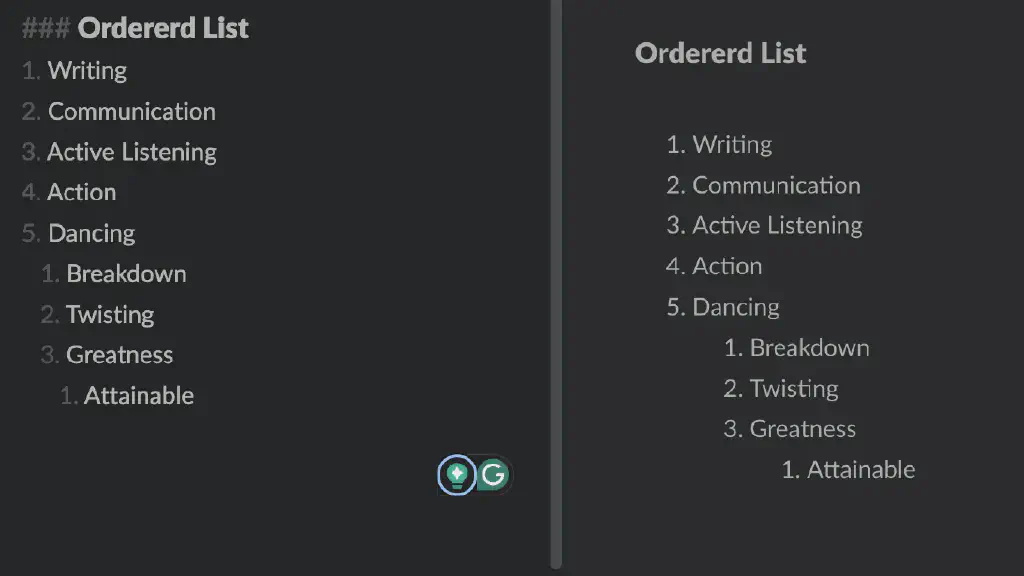 ### Ordererd List
1. Writing
2. Communication
3. Active Listening
4. Action
5. Dancing
1. Breakdown
2. Twisting
3. Greatness
1. Attainable
G
Ordererd List
1. Writing
2. Communication
3. Active Listening
4. Action
5. Dancing
1. Breakdown
2. Twisting
3. Greatness
1. Attainable